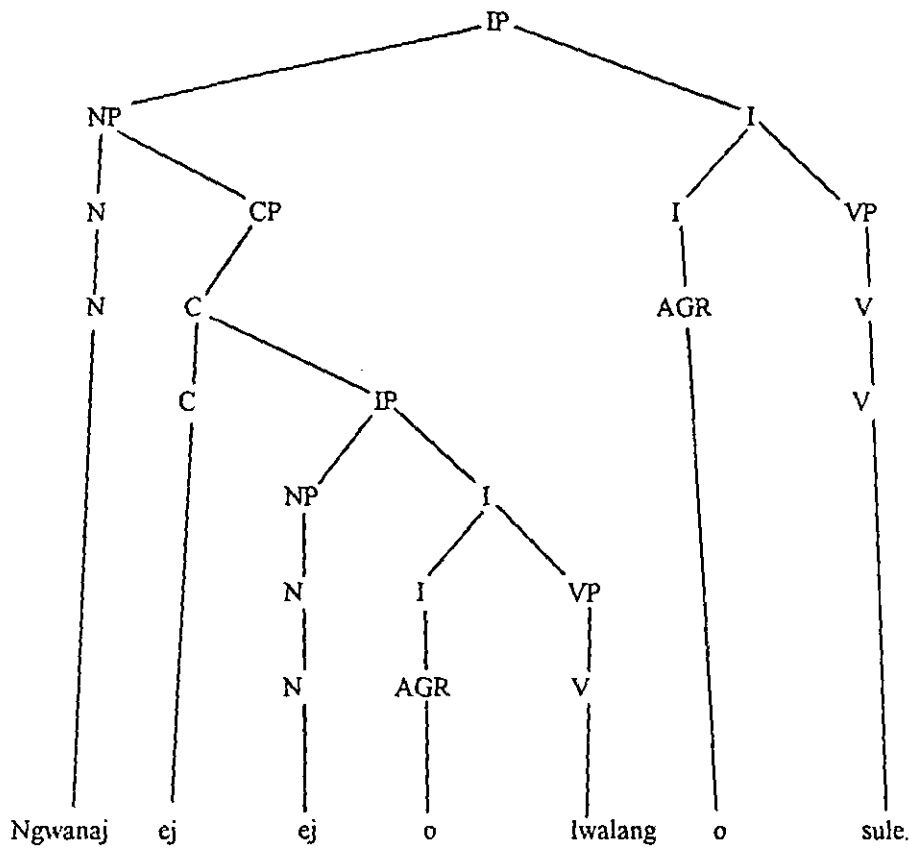 IP
NP I
N CP I VP
N C AGR V
C IP V
NP I
N I VP
N AGR V
Ngwanaj ej ej o lwalang o sule.